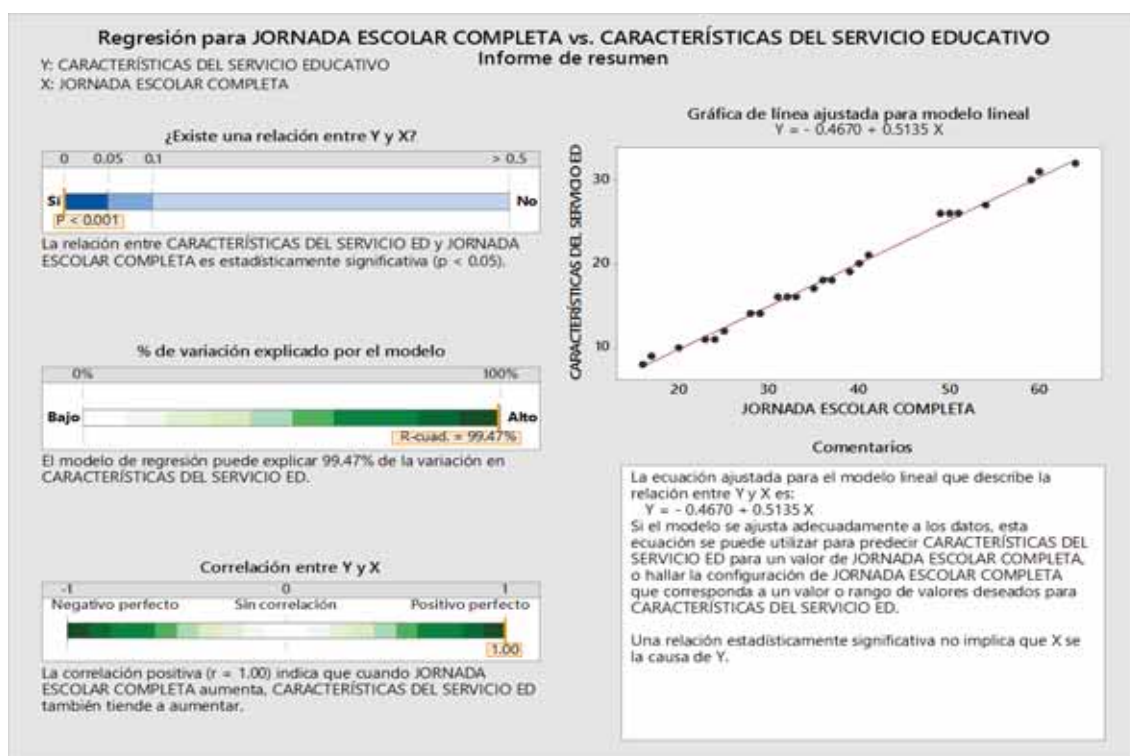 Regresión para JORNADA ESCOLAR COMPLETA vs. CARACTERÍSTICAS DEL SERVICIO EDUCATIVO
Informe de resumen
Y: CARACTERÍSTICAS DEL SERVICIO EDUCATIVO
X: JORNADA ESCOLAR COMPLETA
¿Existe una relación entre Y y X?
0 0.05 0.1 > 0.5
Sí No
P < 0.001
La relación entre CARACTERÍSTICAS DEL SERVICIO ED y JORNADA
ESCOLAR COMPLETA es estadísticamente significativa (p < 0.05).
% de variación explicado por el modelo
0% 100%
Bajo Alto
R-cuad. = 99.47%
El modelo de regresión puede explicar 99.47% de la variación en
CARACTERÍSTICAS DEL SERVICIO ED.
Correlación entre Y y X
-1 0 1
Negativo perfecto Sin correlación Positivo perfecto
1.00
La correlación positiva (r = 1.00) indica que cuando JORNADA
ESCOLAR COMPLETA aumenta, CARACTERÍSTICAS DEL SERVICIO ED
también tiende a aumentar.
Gráfica de línea ajustada para modelo lineal
Y = - 0.4670 + 0.5135 X
CARACTERÍSTICAS DEL SERVICIO ED
30
20
10
20 30 40 50 60
JORNADA ESCOLAR COMPLETA
Comentarios
La ecuación ajustada para el modelo lineal que describe la
relación entre Y y X es:
Y = - 0.4670 + 0.5135 X
Si el modelo se ajusta adecuadamente a los datos, esta
ecuación se puede utilizar para predecir CARACTERÍSTICAS DEL
SERVICIO ED para un valor de JORNADA ESCOLAR COMPLETA,
o hallar la configuración de JORNADA ESCOLAR COMPLETA
que corresponda a un valor o rango de valores deseados para
CARACTERÍSTICAS DEL SERVICIO ED.
Una relación estadísticamente significativa no implica que X se
la causa de Y.